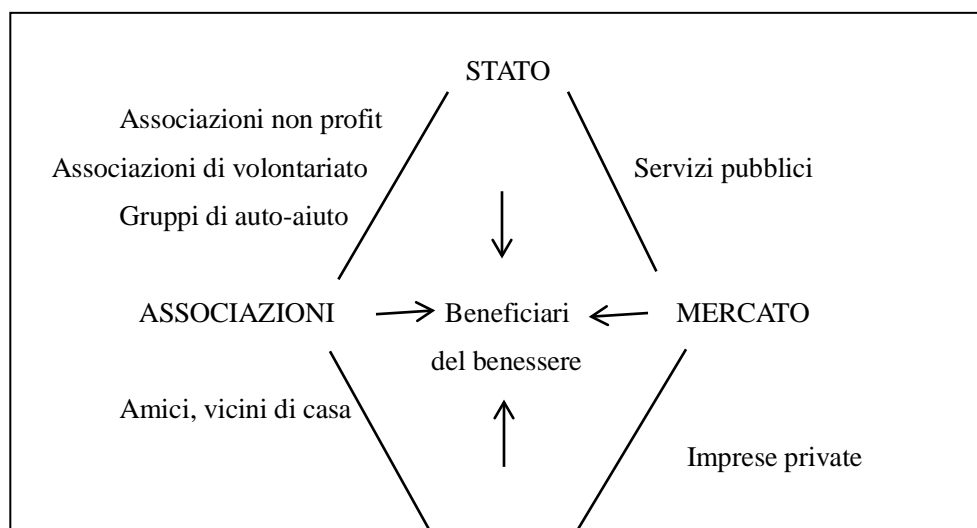 STATO
Associazioni non profit
Associazioni di volontariato
Servizi pubblici
Gruppi di auto-aiuto
ASSOCIAZIONI
Beneficiari
MERCATO
del benessere
Amici, vicini di casa
Imprese private